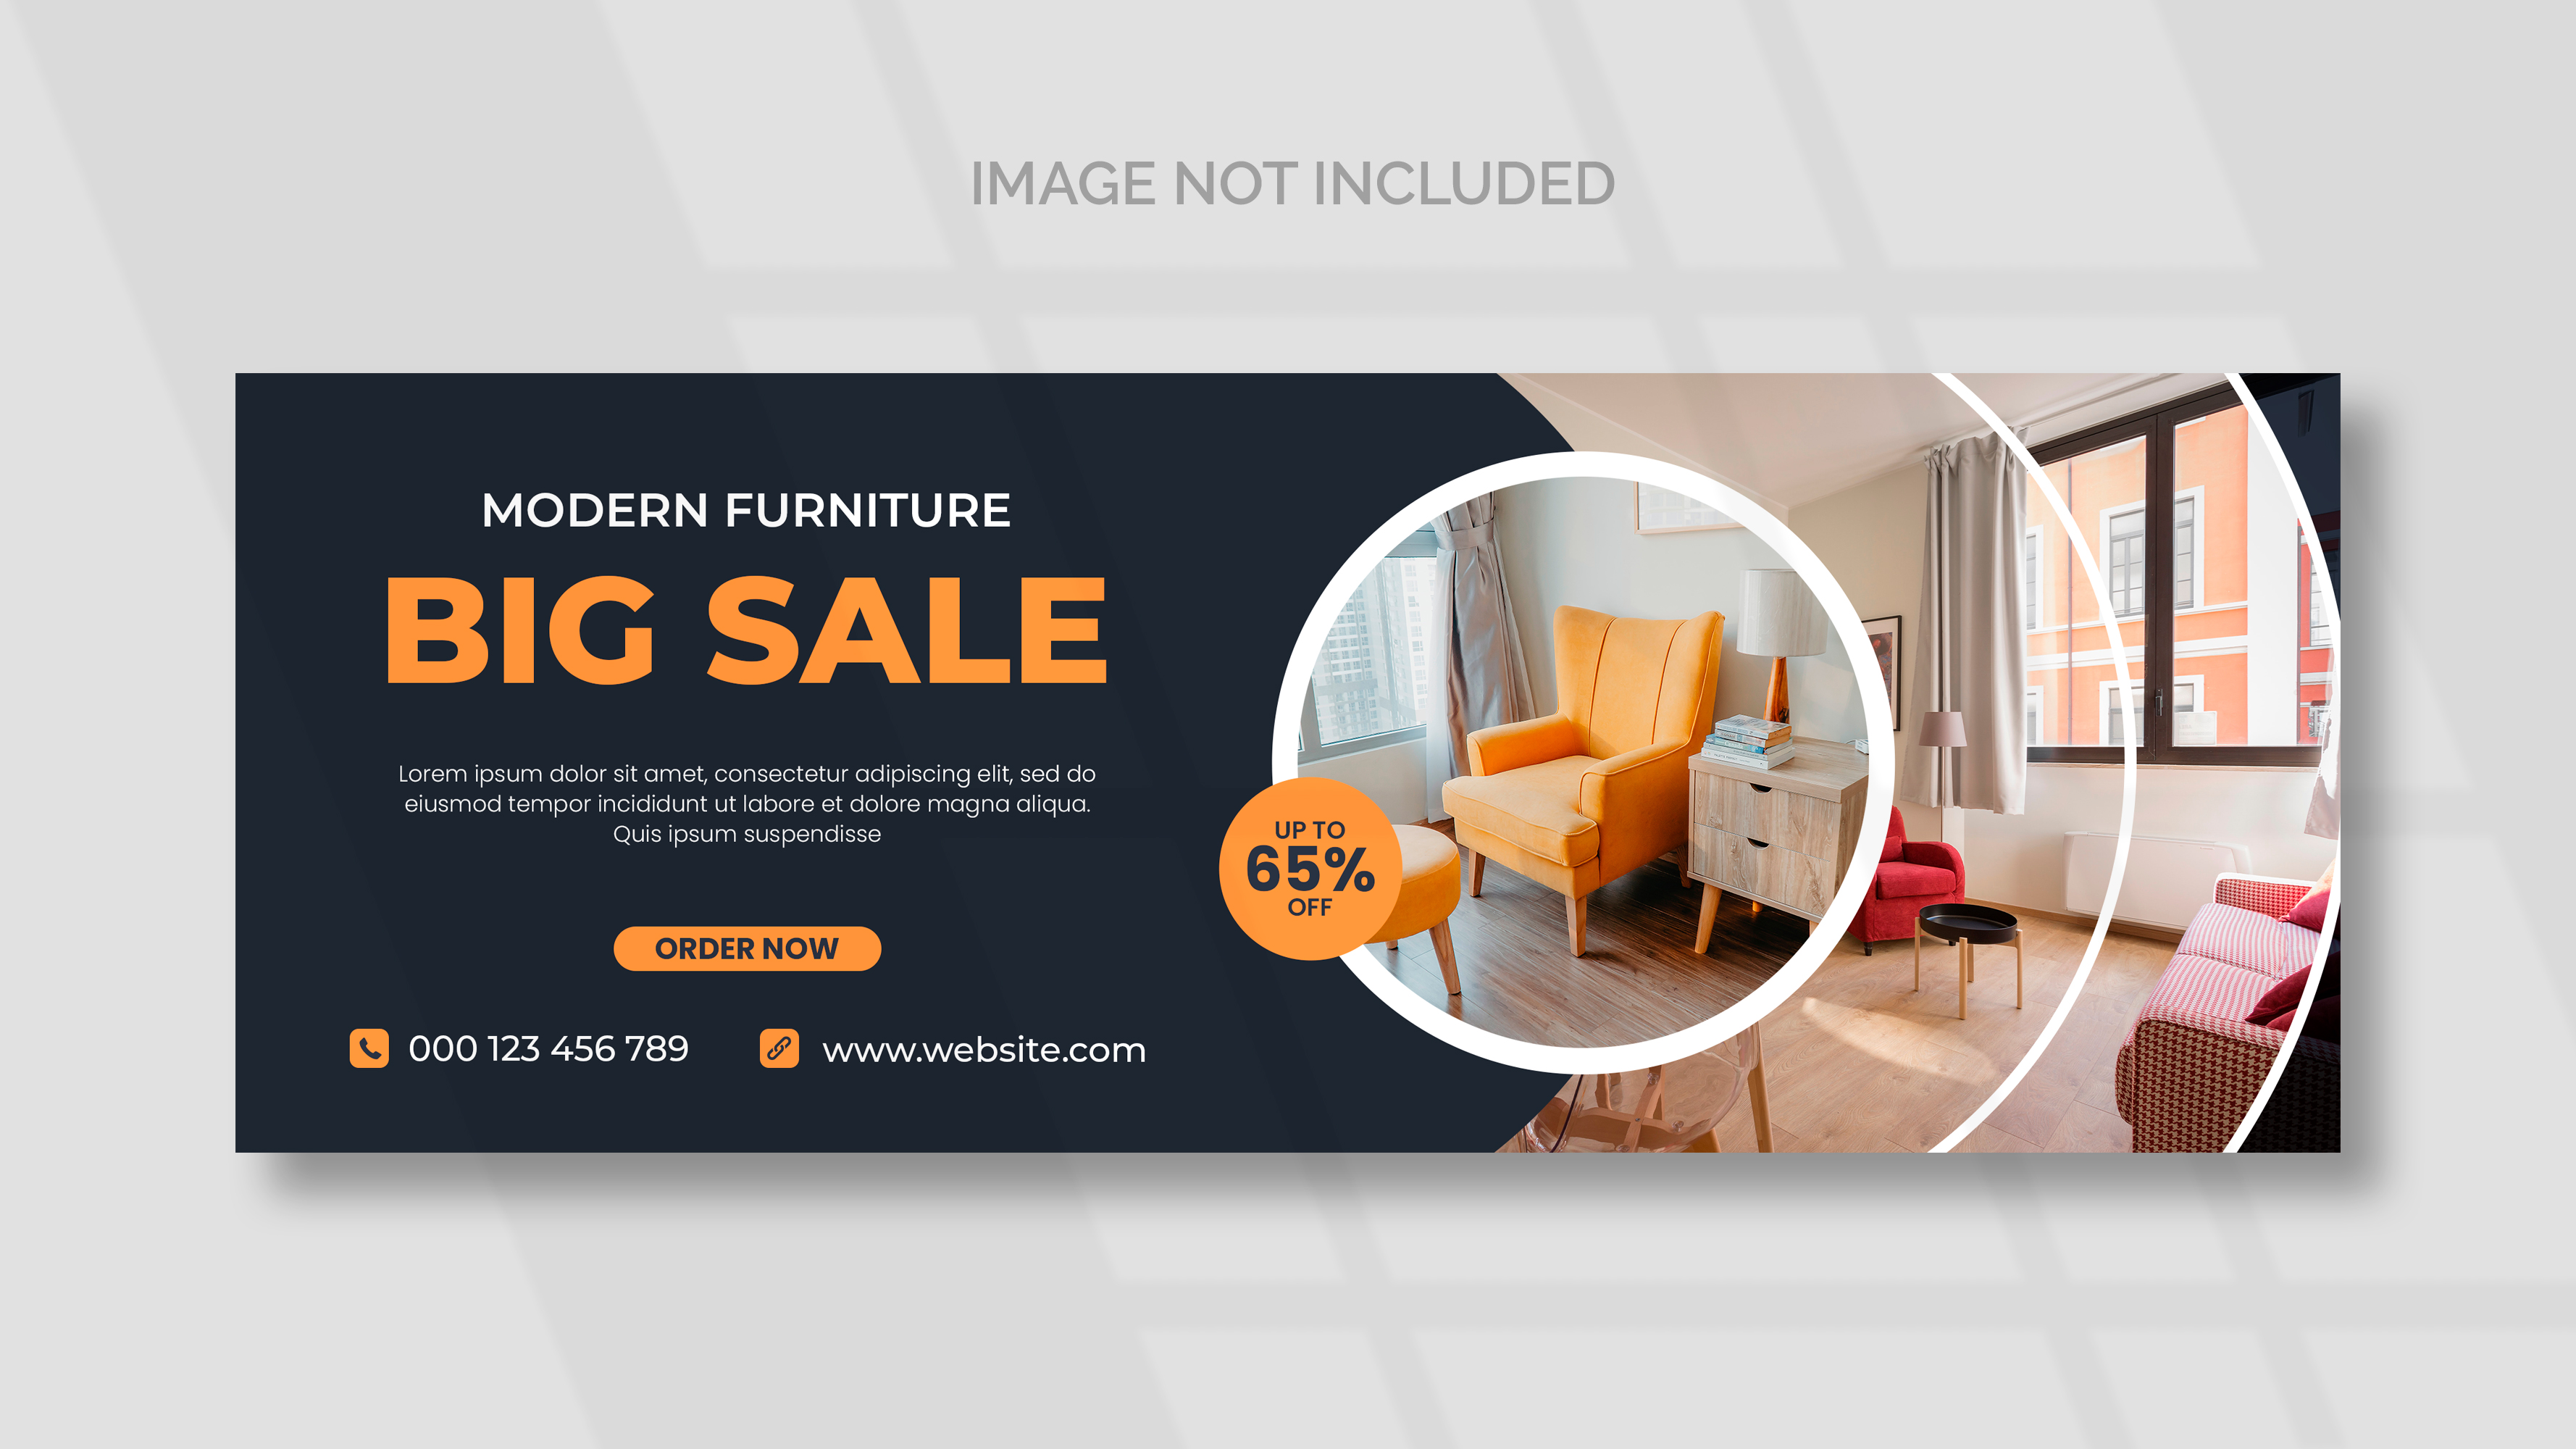 IMAGE NOT INCLUDED
MODERN FURNITURE
BIG SALE
Lorem ipsum dolor sit amet, consectetur adipiscing elit, sed do
eiusmod tempor incididunt ut labore et dolore magna aliqua.
Quis ipsum suspendisse
ORDER NOW
000 123 456 789
www.website.com
UP TO
65%
OFF